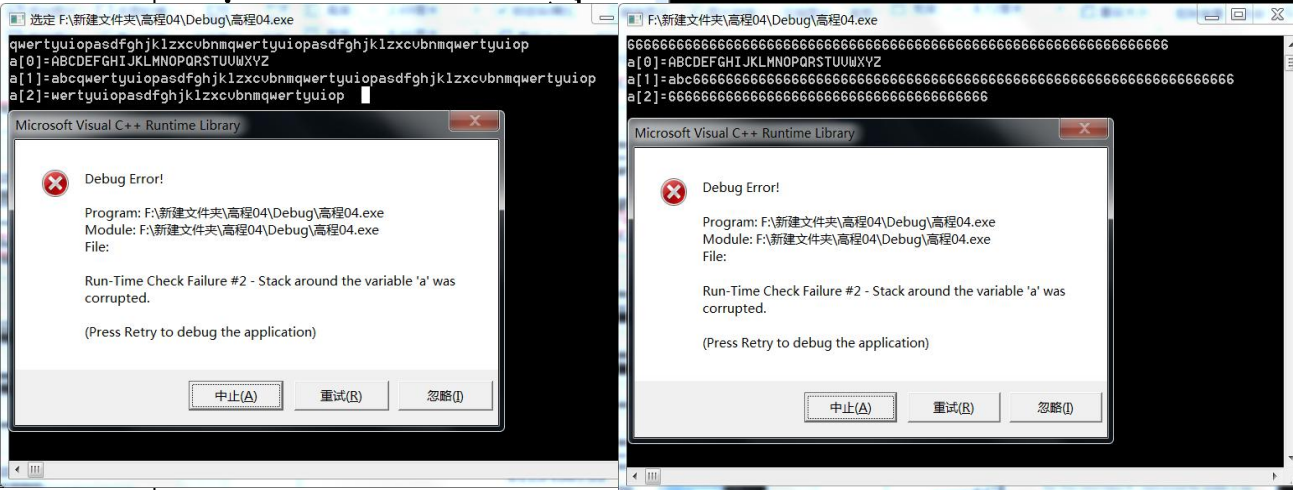 选定 F:\新建文件夹\高程04\Debug\高程04.exe
qwertyuiopasdfghjklzxcvbnmqwertyuiopasdfghjklzxcvbnmqwertyuiop
a[0]=ABCDEFGHIJKLMNOPQRSTUVWXYZ
a[1]=abcqwertyuiopasdfghjklzxcvbnmqwertyuiopasdfghjklzxcvbnmqwertyuiop
a[2]=wertyuiopasdfghjklzxcvbnmqwertyuiop
Microsoft Visual C++ Runtime Library
Debug Error!
Program: F:\新建文件夹\高程04\Debug\高程04.exe
Module: F:\新建文件夹\高程04\Debug\高程04.exe
File:
Run-Time Check Failure #2 - Stack around the variable 'a' was
corrupted.
(Press Retry to debug the application)
中止(A)
重试(R)
忽略(I)
F:\新建文件夹\高程04\Debug\高程04.exe
666666666666666666666666666666666666666666666666666666666666666666
a[0]=ABCDEFGHIJKLMNOPQRSTUVWXYZ
a[1]=abc666666666666666666666666666666666666666666666666666666666666666666
a[2]=666666666666666666666666666666666666666
Microsoft Visual C++ Runtime Library
Debug Error!
Program: F:\新建文件夹\高程04\Debug\高程04.exe
Module: F:\新建文件夹\高程04\Debug\高程04.exe
File:
Run-Time Check Failure #2 - Stack around the variable 'a' was
corrupted.
(Press Retry to debug the application)
中止(A)
重试(R)
忽略(I)